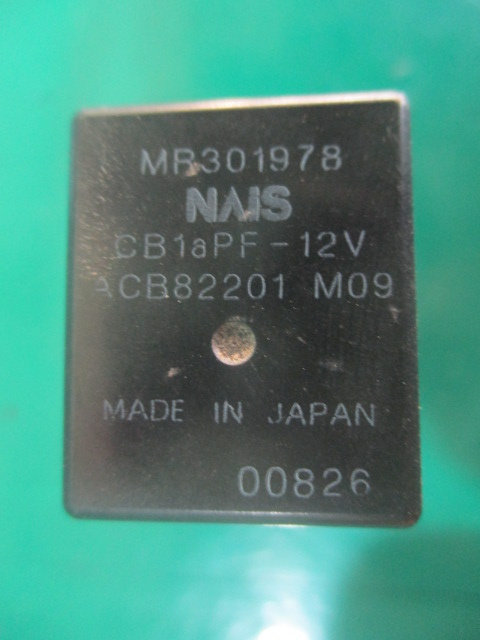 MR301978
NAIS
CB1aPF-12V
ACB82201 M09
MADE IN JAPAN
00826